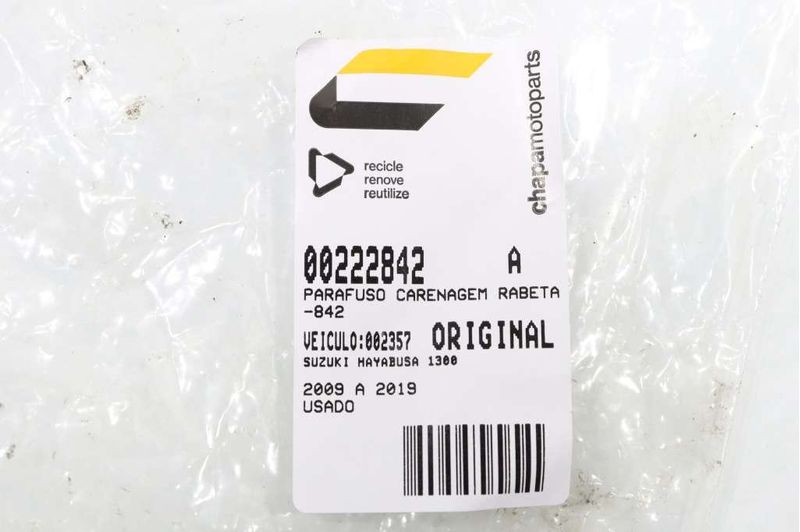 chapamotoparts
recicle
renove
reutilize
00222842 A
PARAFUSO CARENAGEM RABETA
-842
VEICULO:002357 ORIGINAL
SUZUKI HAYABUSA 1300
2009 A 2019
USADO